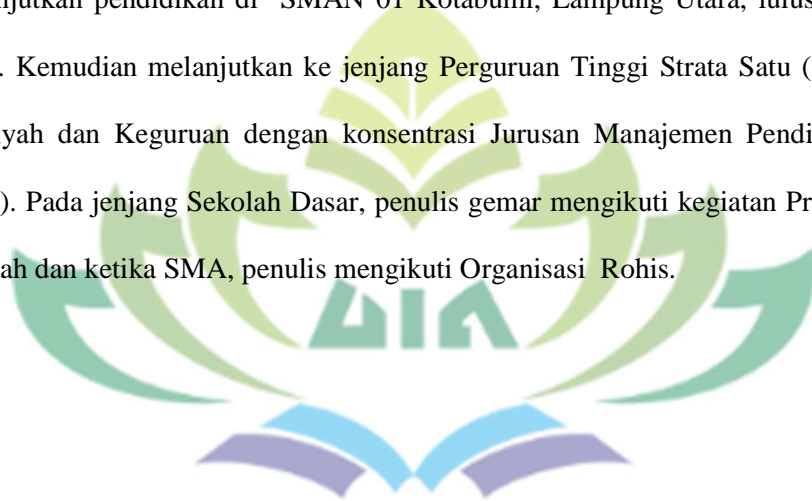 njutkan pendidikan di SMAN 01 Kotabumi, Lampung Utara, lulus
. Kemudian melanjutkan ke jenjang Perguruan Tinggi Strata Satu (
iyah dan Keguruan dengan konsentrasi Jurusan Manajemen Pendi
). Pada jenjang Sekolah Dasar, penulis gemar mengikuti kegiatan Pr
ah dan ketika SMA, penulis mengikuti Organisasi Rohis.
UIN